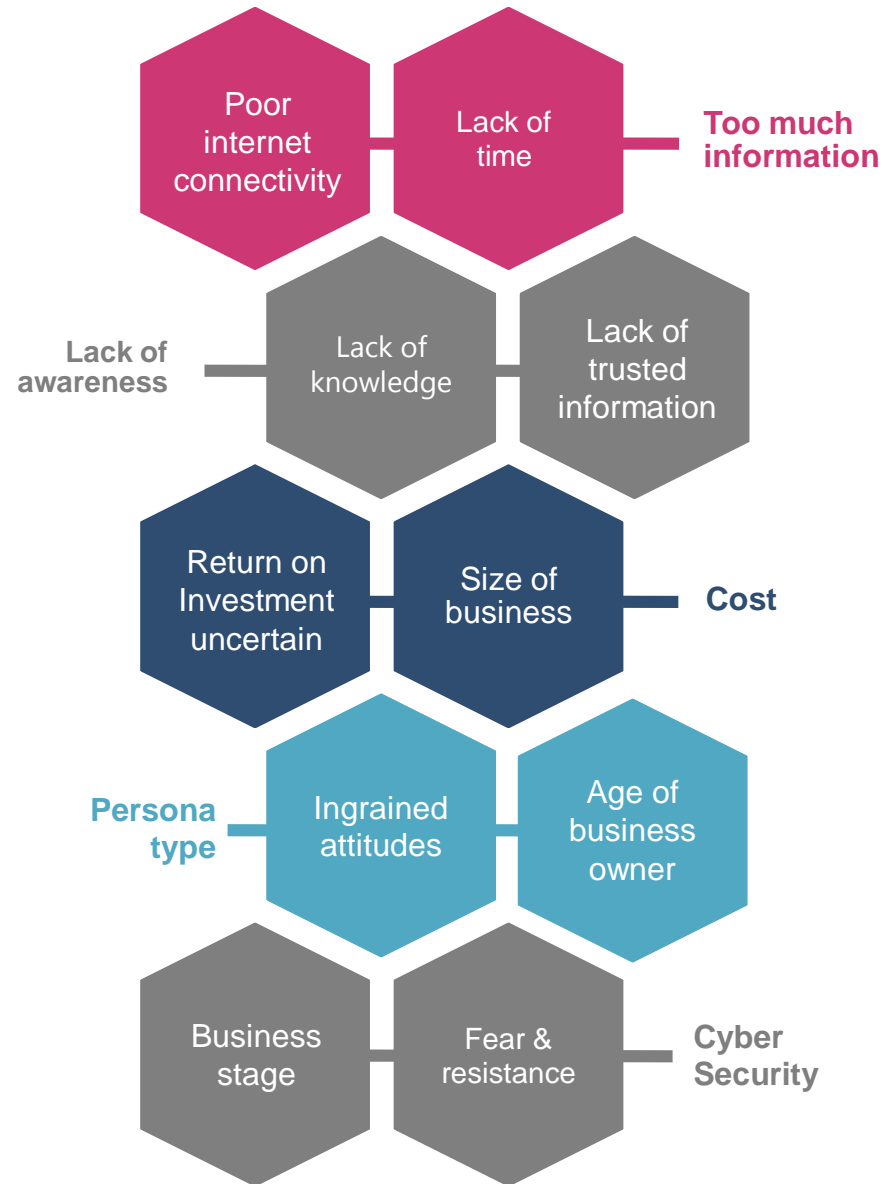 Poor
internet
connectivity
Lack of
time
Too much
information
Lack of
awareness
Lack of
knowledge
Lack of
trusted
information
Return on
Investment
uncertain
Size of
business
Cost
Persona
type
Ingrained
attitudes
Age of
business
owner
Business
stage
Fear &
resistance
Cyber
Security